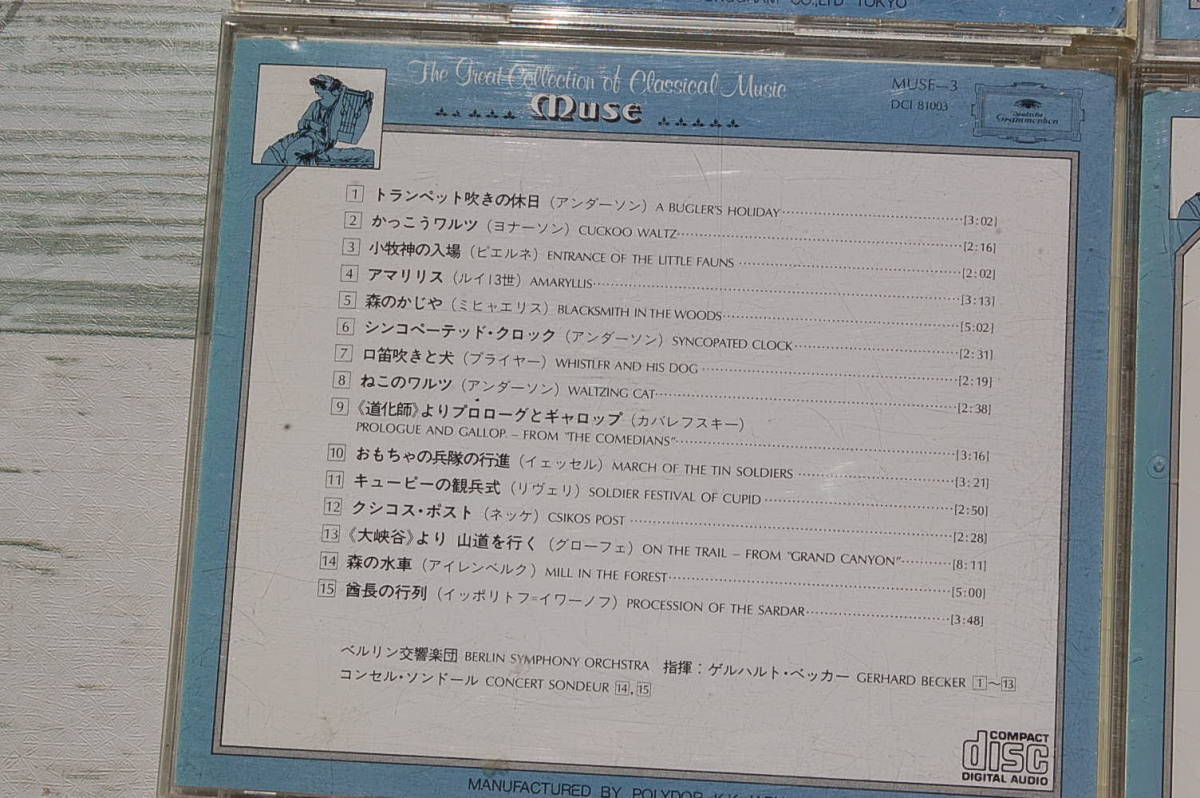 CO.,LTD TOKYO
The Great Collection of Classical Music
Muse
MUSE-3
DCI 81003
Deutsche Grammophon
1 トランペット吹きの休日 (アンダーソン) A BUGLER'S HOLIDAY [3:02]
2 かっこうワルツ (ヨナーソン) CUCKOO WALTZ [2:16]
3 小牧神の入場 (ピエルネ) ENTRANCE OF THE LITTLE FAUNS [2:02]
4 アマリリス (ルイ13世) AMARYLLIS [3:13]
5 森のかじや (ミヒャエリス) BLACKSMITH IN THE WOODS [5:02]
6 シンコペーテッド・クロック (アンダーソン) SYNCOPATED CLOCK [2:31]
7 口笛吹きと犬 (プライヤー) WHISTLER AND HIS DOG [2:19]
8 ねこのワルツ (アンダーソン) WALTZING CAT [2:38]
9 《道化師》よりプロローグとギャロップ (カバレフスキー)
PROLOGUE AND GALLOP. – FROM "THE COMEDIANS" [3:16]
10 おもちゃの兵隊の行進 (イェッセル) MARCH OF THE TIN SOLDIERS [3:21]
11 キューピーの観兵式 (リヴェリ) SOLDIER FESTIVAL OF CUPID [2:50]
12 クシコス・ポスト (ネッケ) CSIKOS POST [2:28]
13 《大峡谷》より 山道を行く (グローフェ) ON THE TRAIL – FROM "GRAND CANYON" [8:11]
14 森の水車 (アイレンベルク) MILL IN THE FOREST [5:00]
15 酋長の行列 (イッポリトフ=イワーノフ) PROCESSION OF THE SARDAR [3:48]
ベルリン交響楽団 BERLIN SYMPHONY ORCHSTRA 指揮：ゲルハルト・ベッカー GERHARD BECKER 1～13
コンセル・ソンドール CONCERT SONDEUR 14, 15
COMPACT
disc
DIGITAL AUDIO
MANUFACTURED BY POLYDOR K.K.